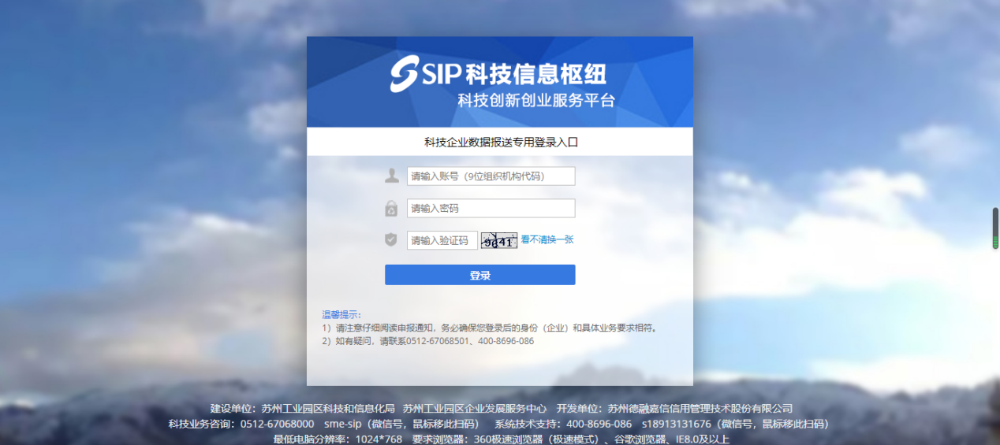 SIP科技信息枢纽
科技创新创业服务平台
科技企业数据报送专用登录入口
请输入账号（9位组织机构代码）
请输入密码
请输入验证码 9841 看不清换一张
登录
温馨提示：
1）请注意仔细阅读申报通知，务必确保您登录后的身份（企业）和具体业务要求相符。
2）如有疑问，请联系0512-67068501、400-8696-086
建设单位：苏州工业园区科技和信息化局 苏州工业园区企业发展服务中心 开发单位：苏州德融嘉信信用管理技术股份有限公司
科技业务咨询：0512-67068000 sme-sip（微信号，鼠标移此扫码） 系统技术支持：400-8696-086 s18913131676（微信号，鼠标移此扫码）
最低电脑分辨率：1024*768 要求浏览器：360极速浏览器（极速模式）、谷歌浏览器、IE8.0及以上